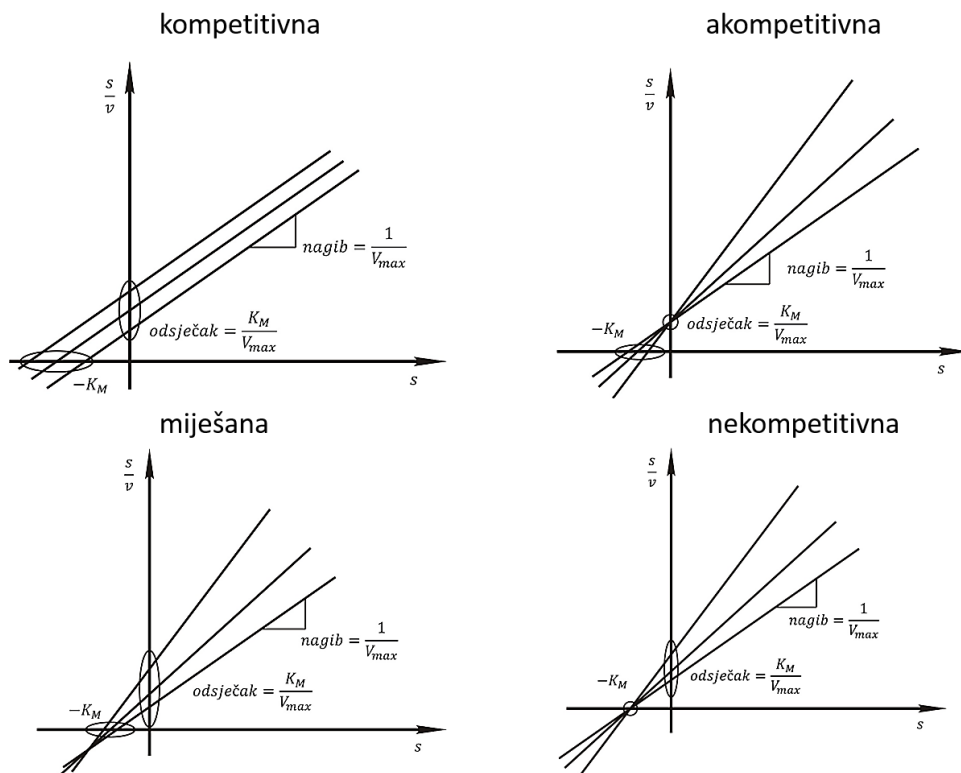 kompetitivna
s/v
nagib = 1/V_max
odsječak = K_M/V_max
−K_M
s
akompetitivna
s/v
nagib = 1/V_max
−K_M
odsječak = K_M/V_max
s
miješana
s/v
nagib = 1/V_max
odsječak = K_M/V_max
−K_M
s
nekompetitivna
s/v
nagib = 1/V_max
−K_M
odsječak = K_M/V_max
s